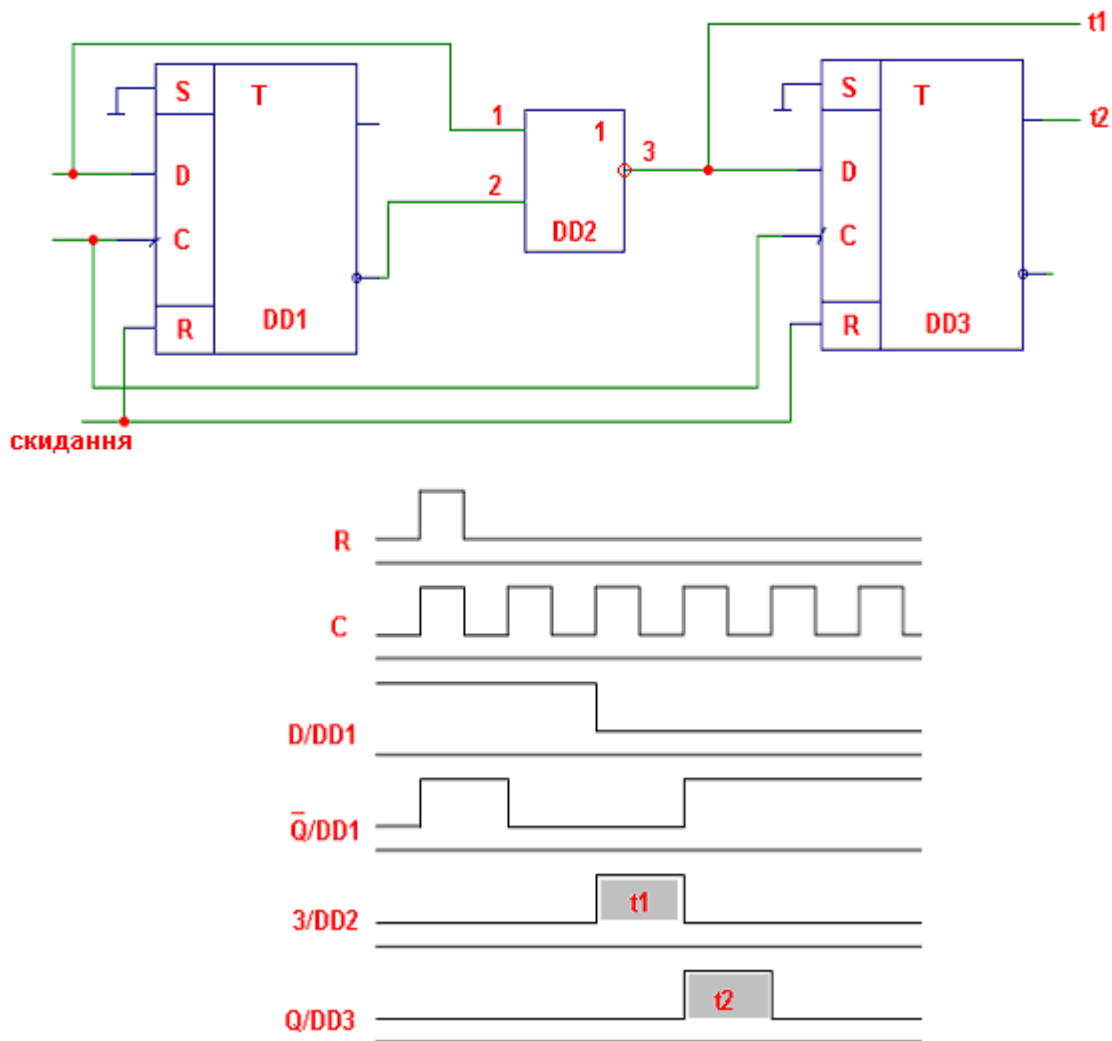 t1
S T
S T
1 1
t2
D
3
D
2
C
C
DD2
R DD1
R DD3
скидання
R
C
D/DD1
Q̅/DD1
3/DD2 t1
Q/DD3 t2